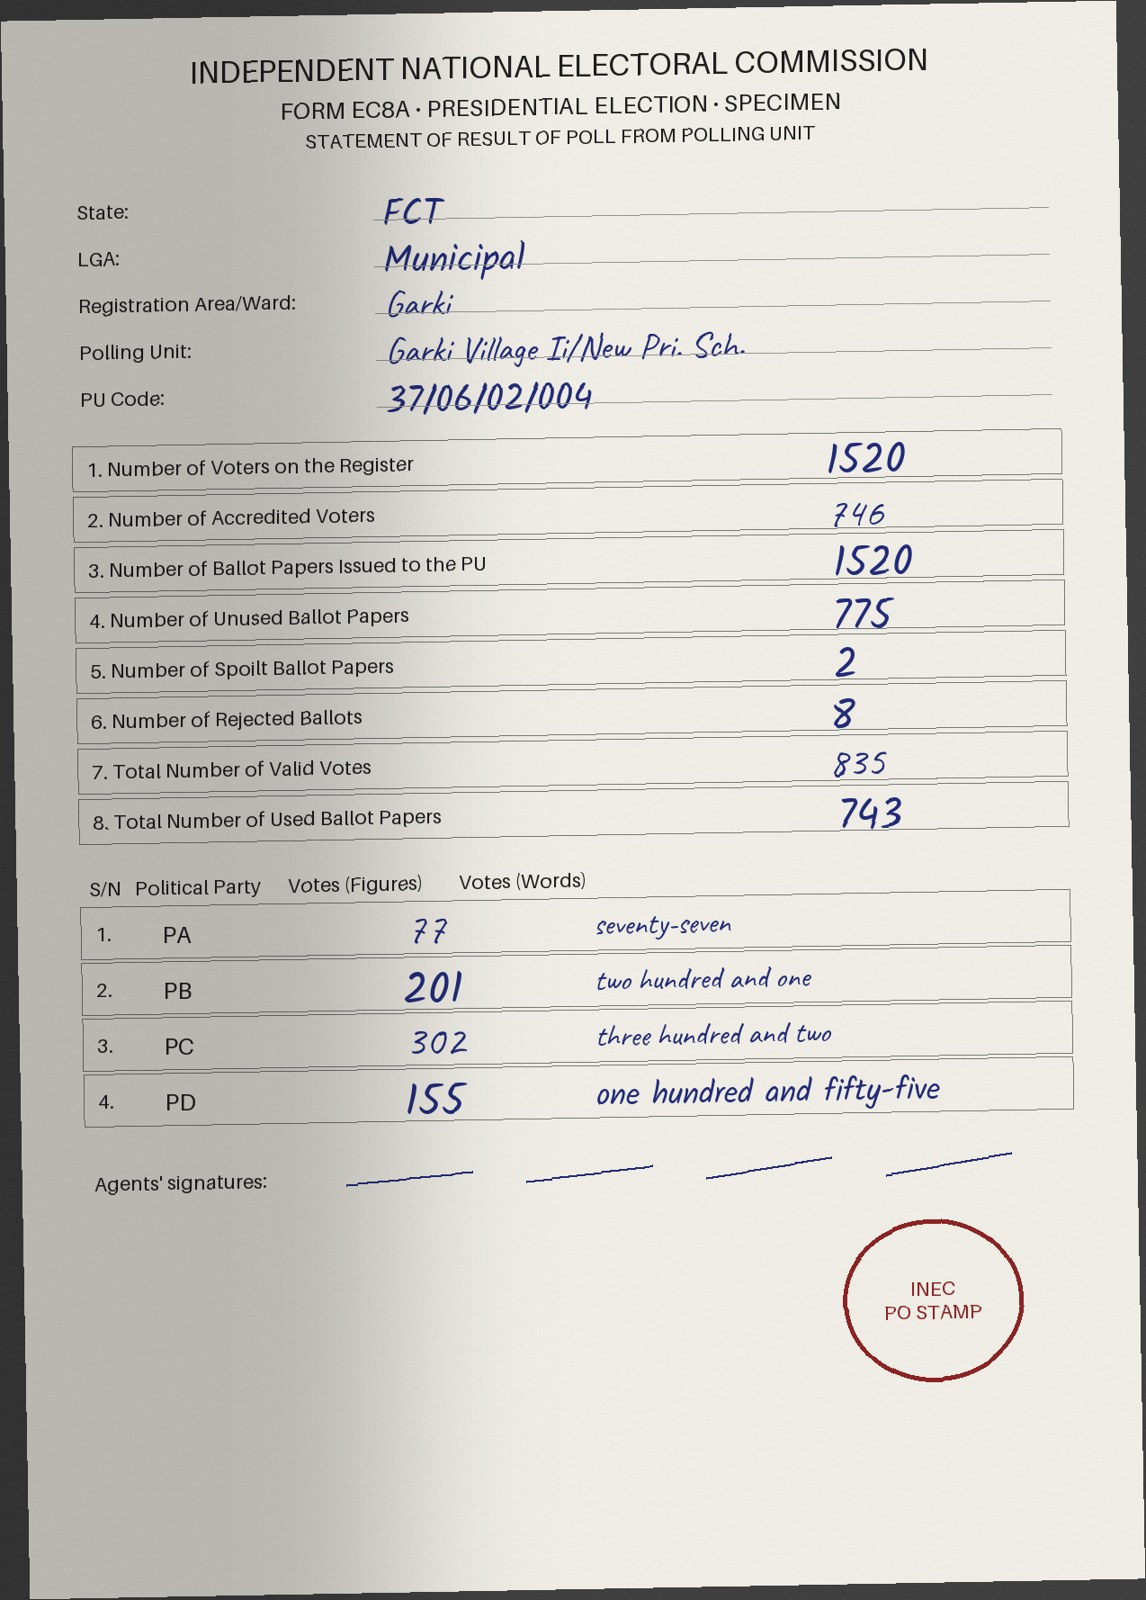 INDEPENDENT NATIONAL ELECTORAL COMMISSION
FORM EC8A · PRESIDENTIAL ELECTION · SPECIMEN
STATEMENT OF RESULT OF POLL FROM POLLING UNIT
State: FCT
LGA: Municipal
Registration Area/Ward: Garki
Polling Unit: Garki Village Ii/New Pri. Sch.
PU Code: 37/06/02/004
1. Number of Voters on the Register 1520
2. Number of Accredited Voters 746
3. Number of Ballot Papers Issued to the PU 1520
4. Number of Unused Ballot Papers 775
5. Number of Spoilt Ballot Papers 2
6. Number of Rejected Ballots 8
7. Total Number of Valid Votes 835
8. Total Number of Used Ballot Papers 743
S/N Political Party Votes (Figures) Votes (Words)
1. PA 77 seventy-seven
2. PB 201 two hundred and one
3. PC 302 three hundred and two
4. PD 155 one hundred and fifty-five
Agents' signatures:
INEC
PO STAMP